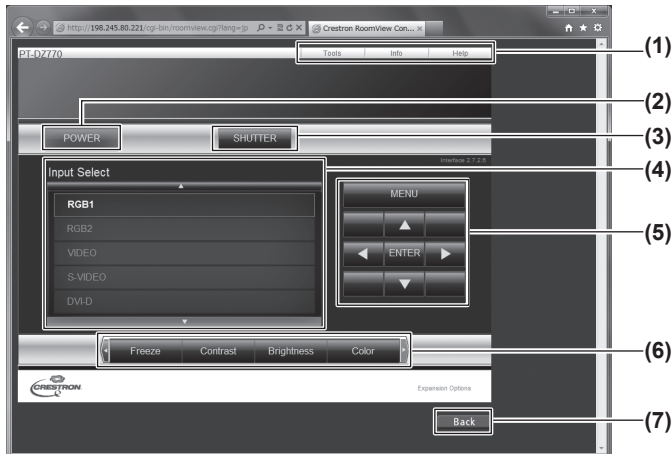 http://198.245.80.221/cgi-bin/roomview.cgi?lang=jp
Crestron RoomView Con...
PT-DZ770
Tools Info Help
(1)
(2)
POWER
SHUTTER
(3)
Interface 2.7.2.6
(4)
Input Select
RGB1
RGB2
VIDEO
S-VIDEO
DVI-D
MENU
ENTER
(5)
Freeze Contrast Brightness Color
(6)
CRESTRON
Expansion Options
Back
(7)